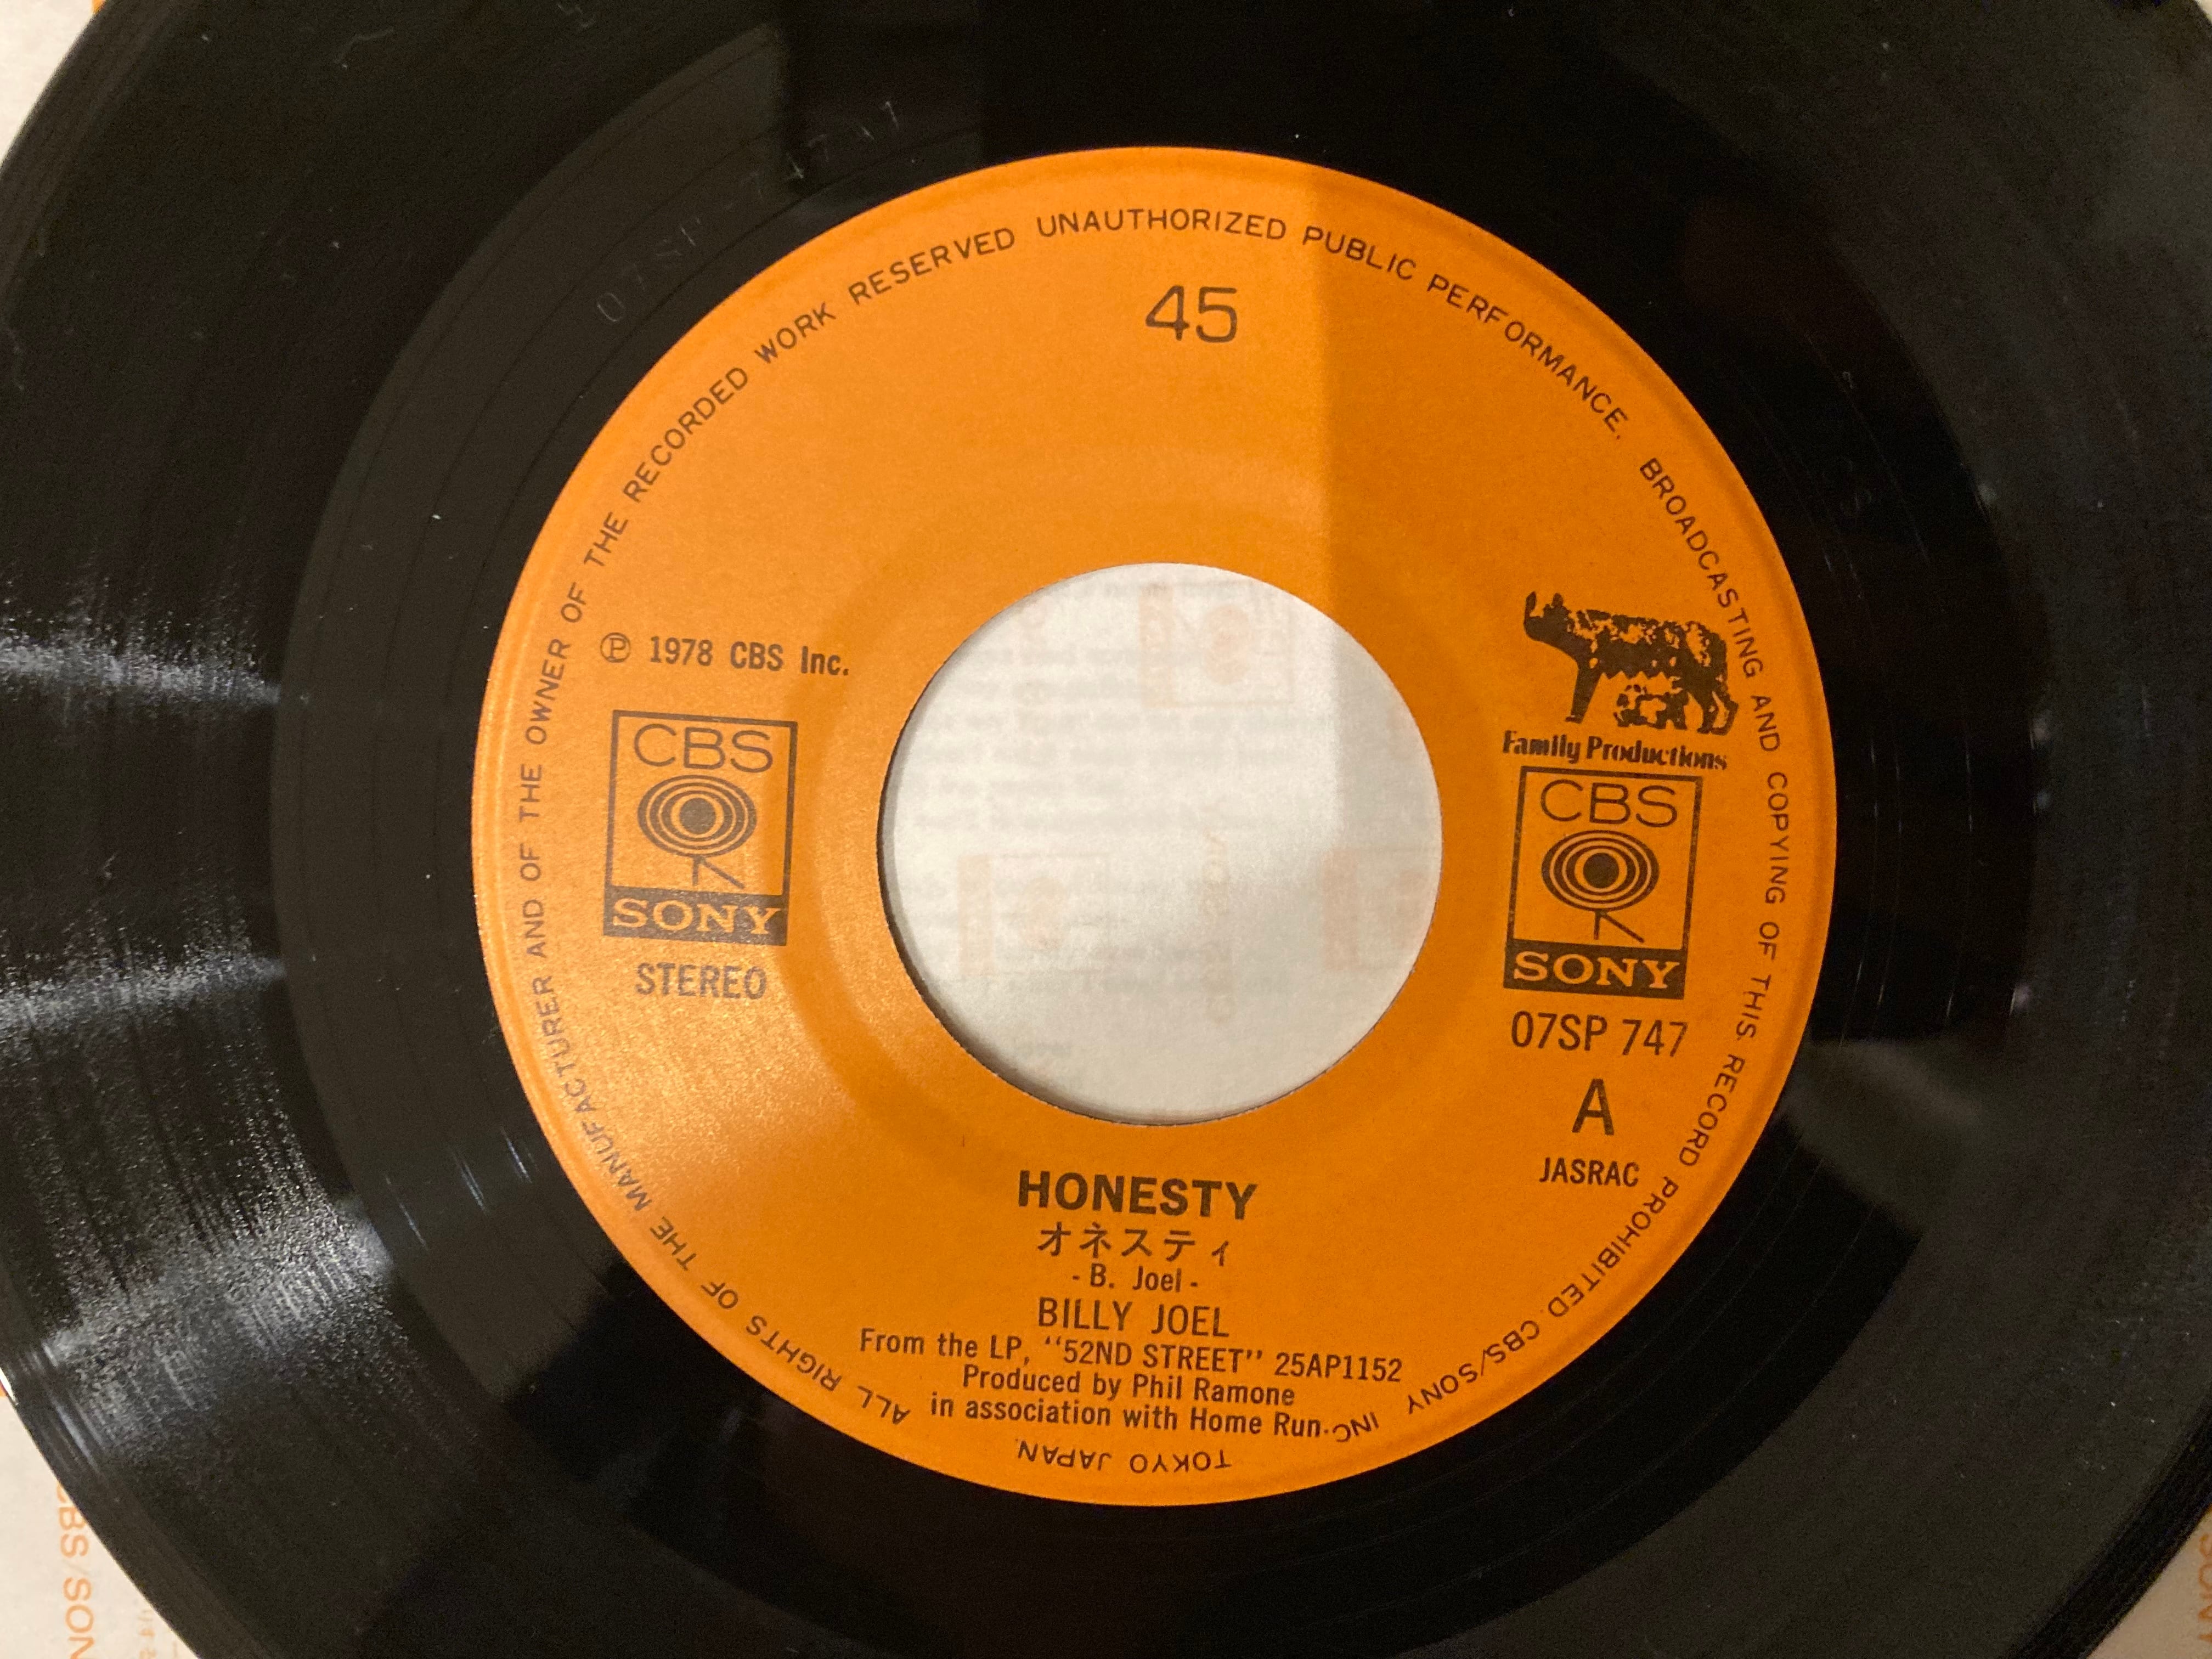 ALL RIGHTS OF THE MANUFACTURER AND OF THE OWNER OF THE RECORDED WORK RESERVED UNAUTHORIZED PUBLIC PERFORMANCE, BROADCASTING AND COPYING OF THIS RECORD PROHIBITED. CBS/SONY INC.
TOKYO JAPAN.
45
℗ 1978 CBS Inc.
CBS
SONY
STEREO
Family Productions
CBS
SONY
07SP 747
A
JASRAC
HONESTY
オネスティ
- B. Joel -
BILLY JOEL
From the LP, "52ND STREET" 25AP1152
Produced by Phil Ramone
in association with Home Run.